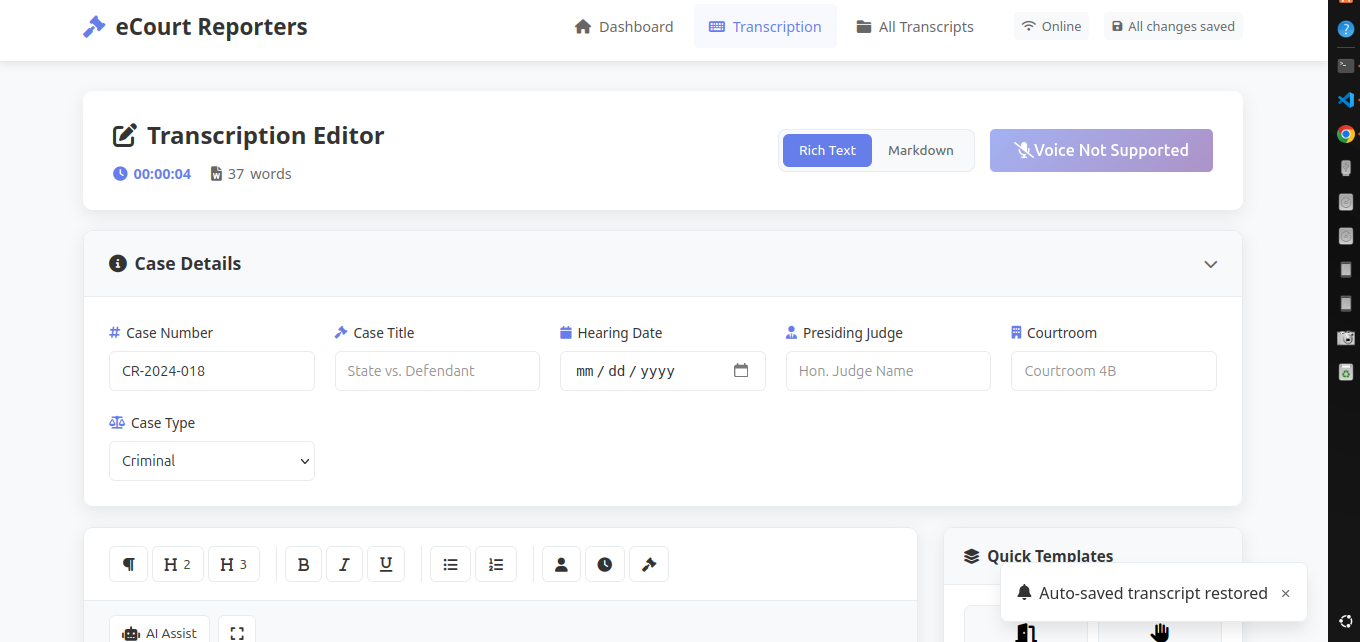 eCourt Reporters
Dashboard
Transcription
All Transcripts
Online
All changes saved
Transcription Editor
00:00:04
37 words
Rich Text
Markdown
Voice Not Supported
Case Details
Case Number
Case Title
Hearing Date
Presiding Judge
Courtroom
CR-2024-018
State vs. Defendant
mm/dd/yyyy
Hon. Judge Name
Courtroom 4B
Case Type
Criminal
H 2
H 3
B
I
U
Quick Templates
Auto-saved transcript restored
AI Assist